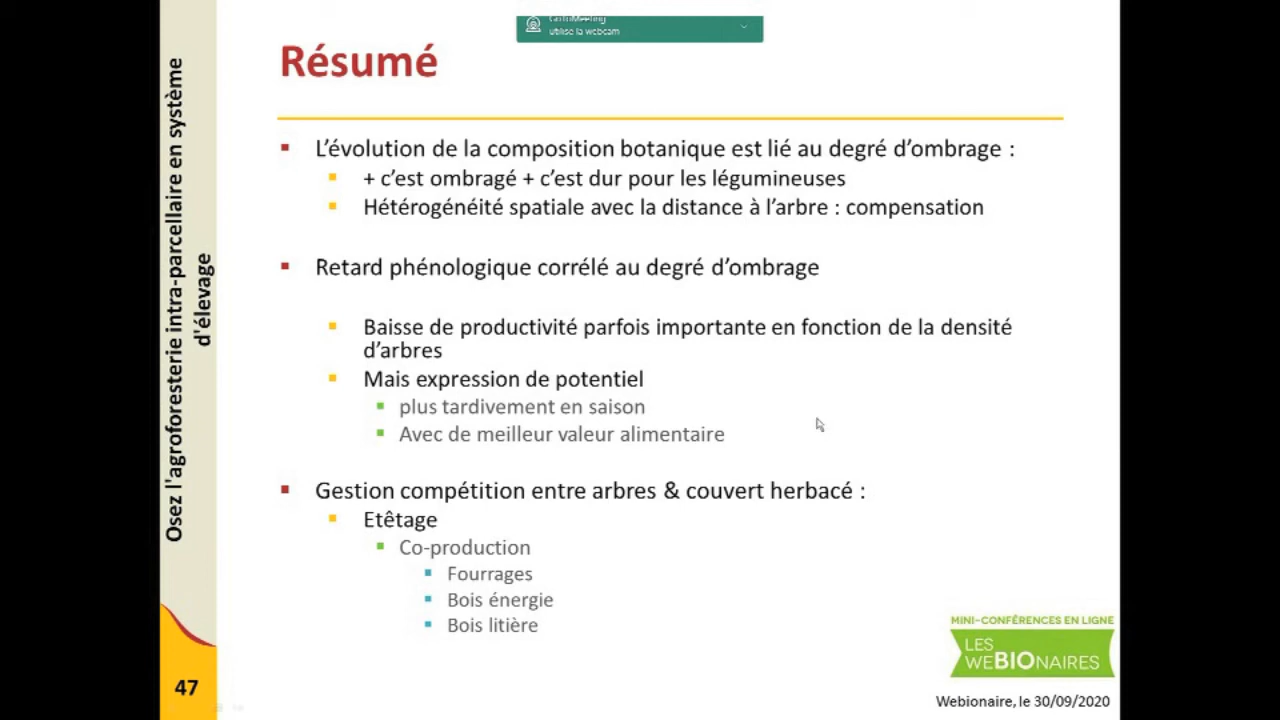 GoToMeeting
utilise la webcam
Résumé
Osez l'agroforesterie intra-parcellaire en système
d'élevage
L'évolution de la composition botanique est lié au degré d'ombrage :
+ c'est ombragé + c'est dur pour les légumineuses
Hétérogénéité spatiale avec la distance à l'arbre : compensation
Retard phénologique corrélé au degré d'ombrage
Baisse de productivité parfois importante en fonction de la densité
d'arbres
Mais expression de potentiel
plus tardivement en saison
Avec de meilleur valeur alimentaire
Gestion compétition entre arbres & couvert herbacé :
Etêtage
Co-production
Fourrages
Bois énergie
Bois litière
MINI-CONFÉRENCES EN LIGNE
LES
WEBIONAIRES
47
Webionaire, le 30/09/2020